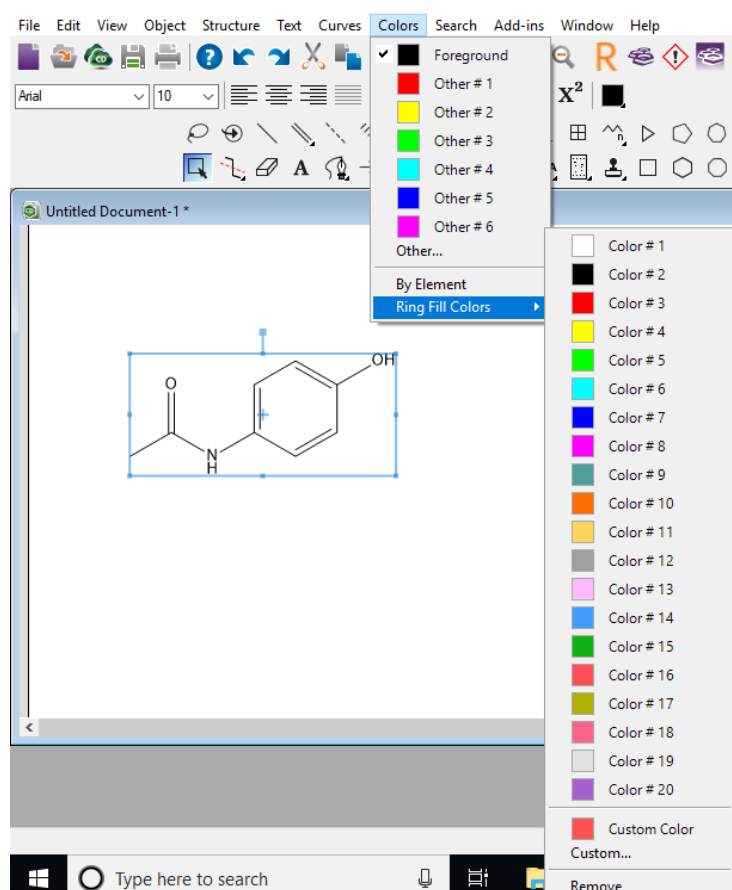 File Edit View Object Structure Text Curves Colors Search Add-ins Window Help
Arial 10 X²
A
Foreground
Other # 1
Other # 2
Other # 3
Other # 4
Other # 5
Other # 6
Other...
By Element
Ring Fill Colors
Untitled Document-1 *
OH
O
N
H
Color # 1
Color # 2
Color # 3
Color # 4
Color # 5
Color # 6
Color # 7
Color # 8
Color # 9
Color # 10
Color # 11
Color # 12
Color # 13
Color # 14
Color # 15
Color # 16
Color # 17
Color # 18
Color # 19
Color # 20
Custom Color
Custom...
Remove
Type here to search